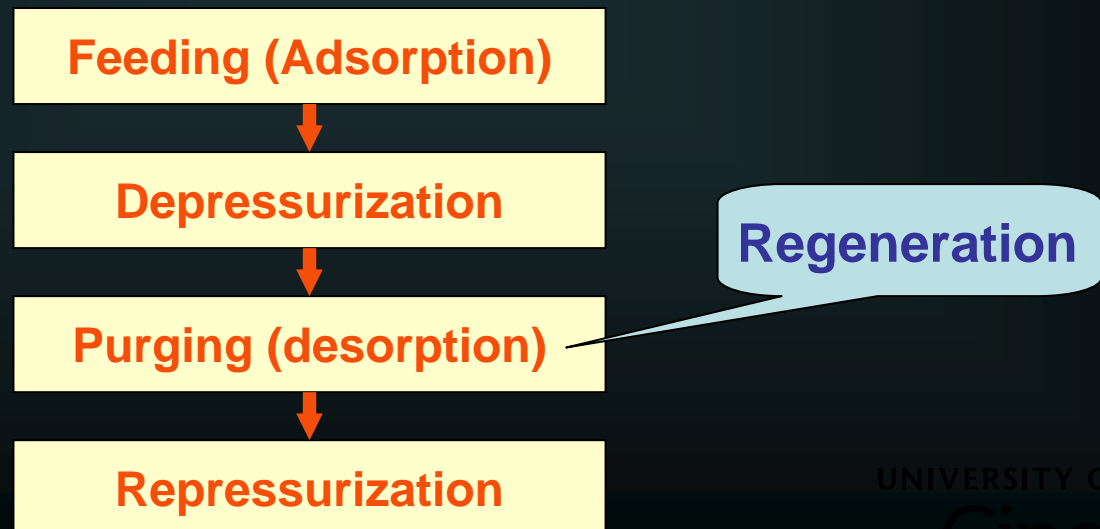 Feeding (Adsorption)
Depressurization
Regeneration
Purging (desorption)
Repressurization
UNIVERSITY O